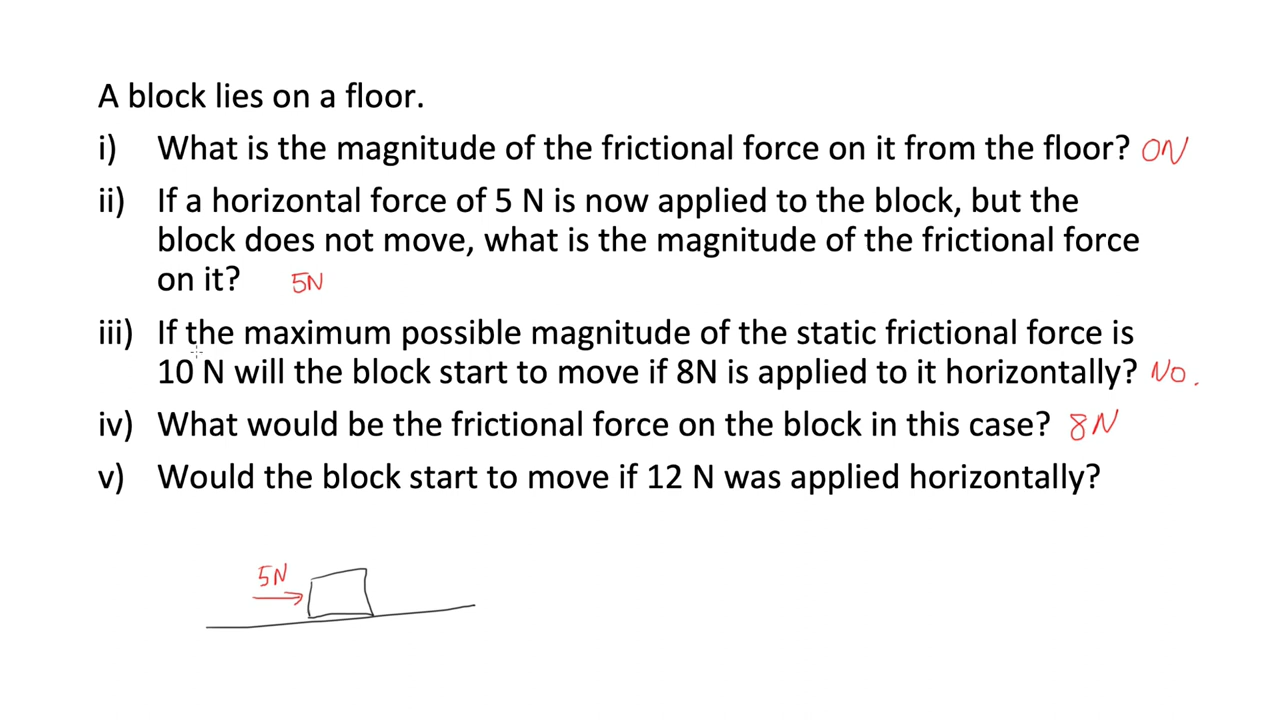 A block lies on a floor.
i) What is the magnitude of the frictional force on it from the floor? 0N
ii) If a horizontal force of 5 N is now applied to the block, but the
block does not move, what is the magnitude of the frictional force
on it? 5N
iii) If the maximum possible magnitude of the static frictional force is
10 N will the block start to move if 8N is applied to it horizontally? No.
iv) What would be the frictional force on the block in this case? 8N
v) Would the block start to move if 12 N was applied horizontally?
5N